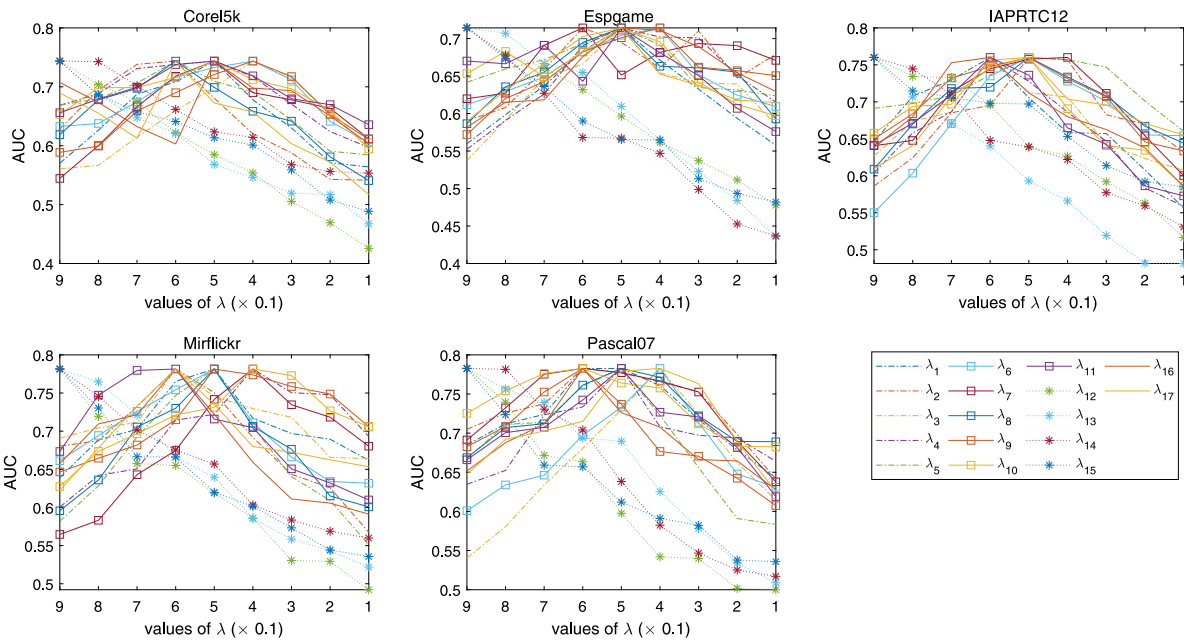 Corel5k
0.8
0.7
0.6
0.5
0.4
AUC
9 8 7 6 5 4 3 2 1
values of λ (× 0.1)
Espgame
0.7
0.65
0.6
0.55
0.5
0.45
0.4
AUC
9 8 7 6 5 4 3 2 1
values of λ (× 0.1)
IAPRTC12
0.8
0.75
0.7
0.65
0.6
0.55
0.5
AUC
9 8 7 6 5 4 3 2 1
values of λ (× 0.1)
Mirflickr
0.8
0.75
0.7
0.65
0.6
0.55
0.5
AUC
9 8 7 6 5 4 3 2 1
values of λ (× 0.1)
Pascal07
0.8
0.75
0.7
0.65
0.6
0.55
0.5
AUC
9 8 7 6 5 4 3 2 1
values of λ (× 0.1)
λ1 λ6 λ11 λ16
λ2 λ7 λ12 λ17
λ3 λ8 λ13
λ4 λ9 λ14
λ5 λ10 λ15